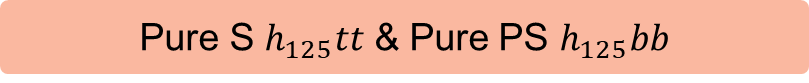 Pure S h₁₂₅tt & Pure PS h₁₂₅bb